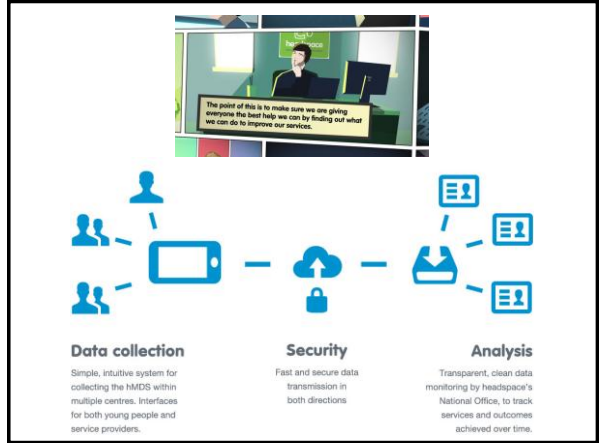 headspace
The point of this is to make sure we are giving
everyone the best help we can by finding out what
we can do to improve our services.
Data collection
Simple, intuitive system for
collecting the hMDS within
multiple centres. Interfaces
for both young people and
service providers.
Security
Fast and secure data
transmission in
both directions
Analysis
Transparent, clean data
monitoring by headspace's
National Office, to track
services and outcomes
achieved over time.